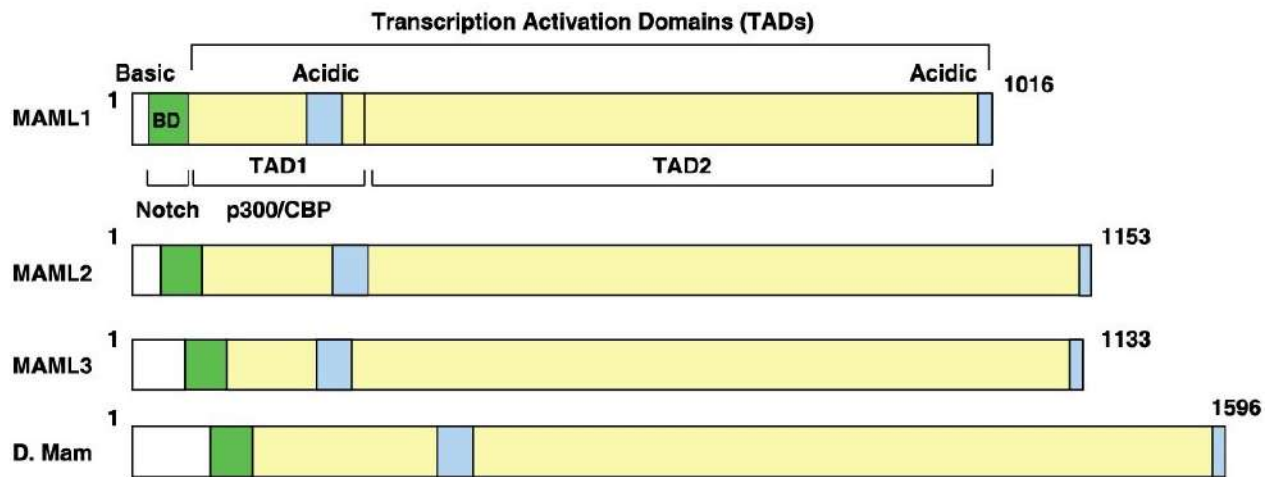 Transcription Activation Domains (TADs)
Basic Acidic Acidic
1 1016
MAML1 BD
TAD1 TAD2
Notch p300/CBP
1 1153
MAML2
1 1133
MAML3
1 1596
D. Mam